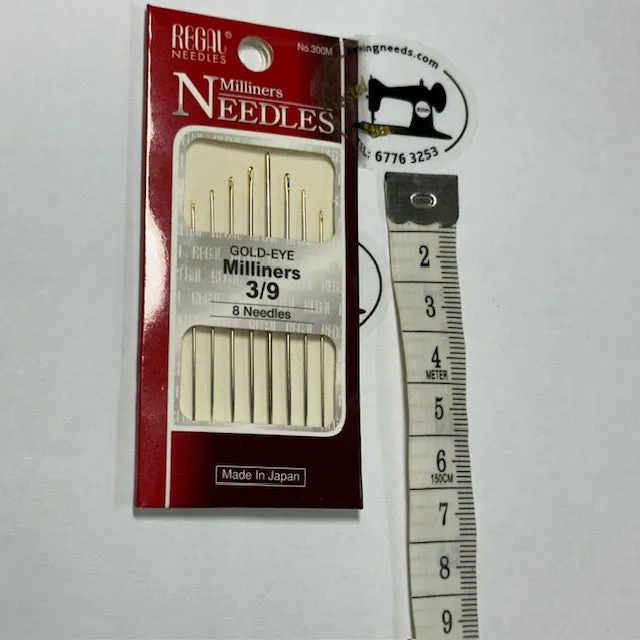 REGAL®
NEEDLES
No.300M
Milliners
NEEDLES
GOLD-EYE
Milliners
3/9
8 Needles
Made In Japan
ingneeds.com
TEL: 6776 3253
2
3
4
METER
5
6
150CM
7
8
9